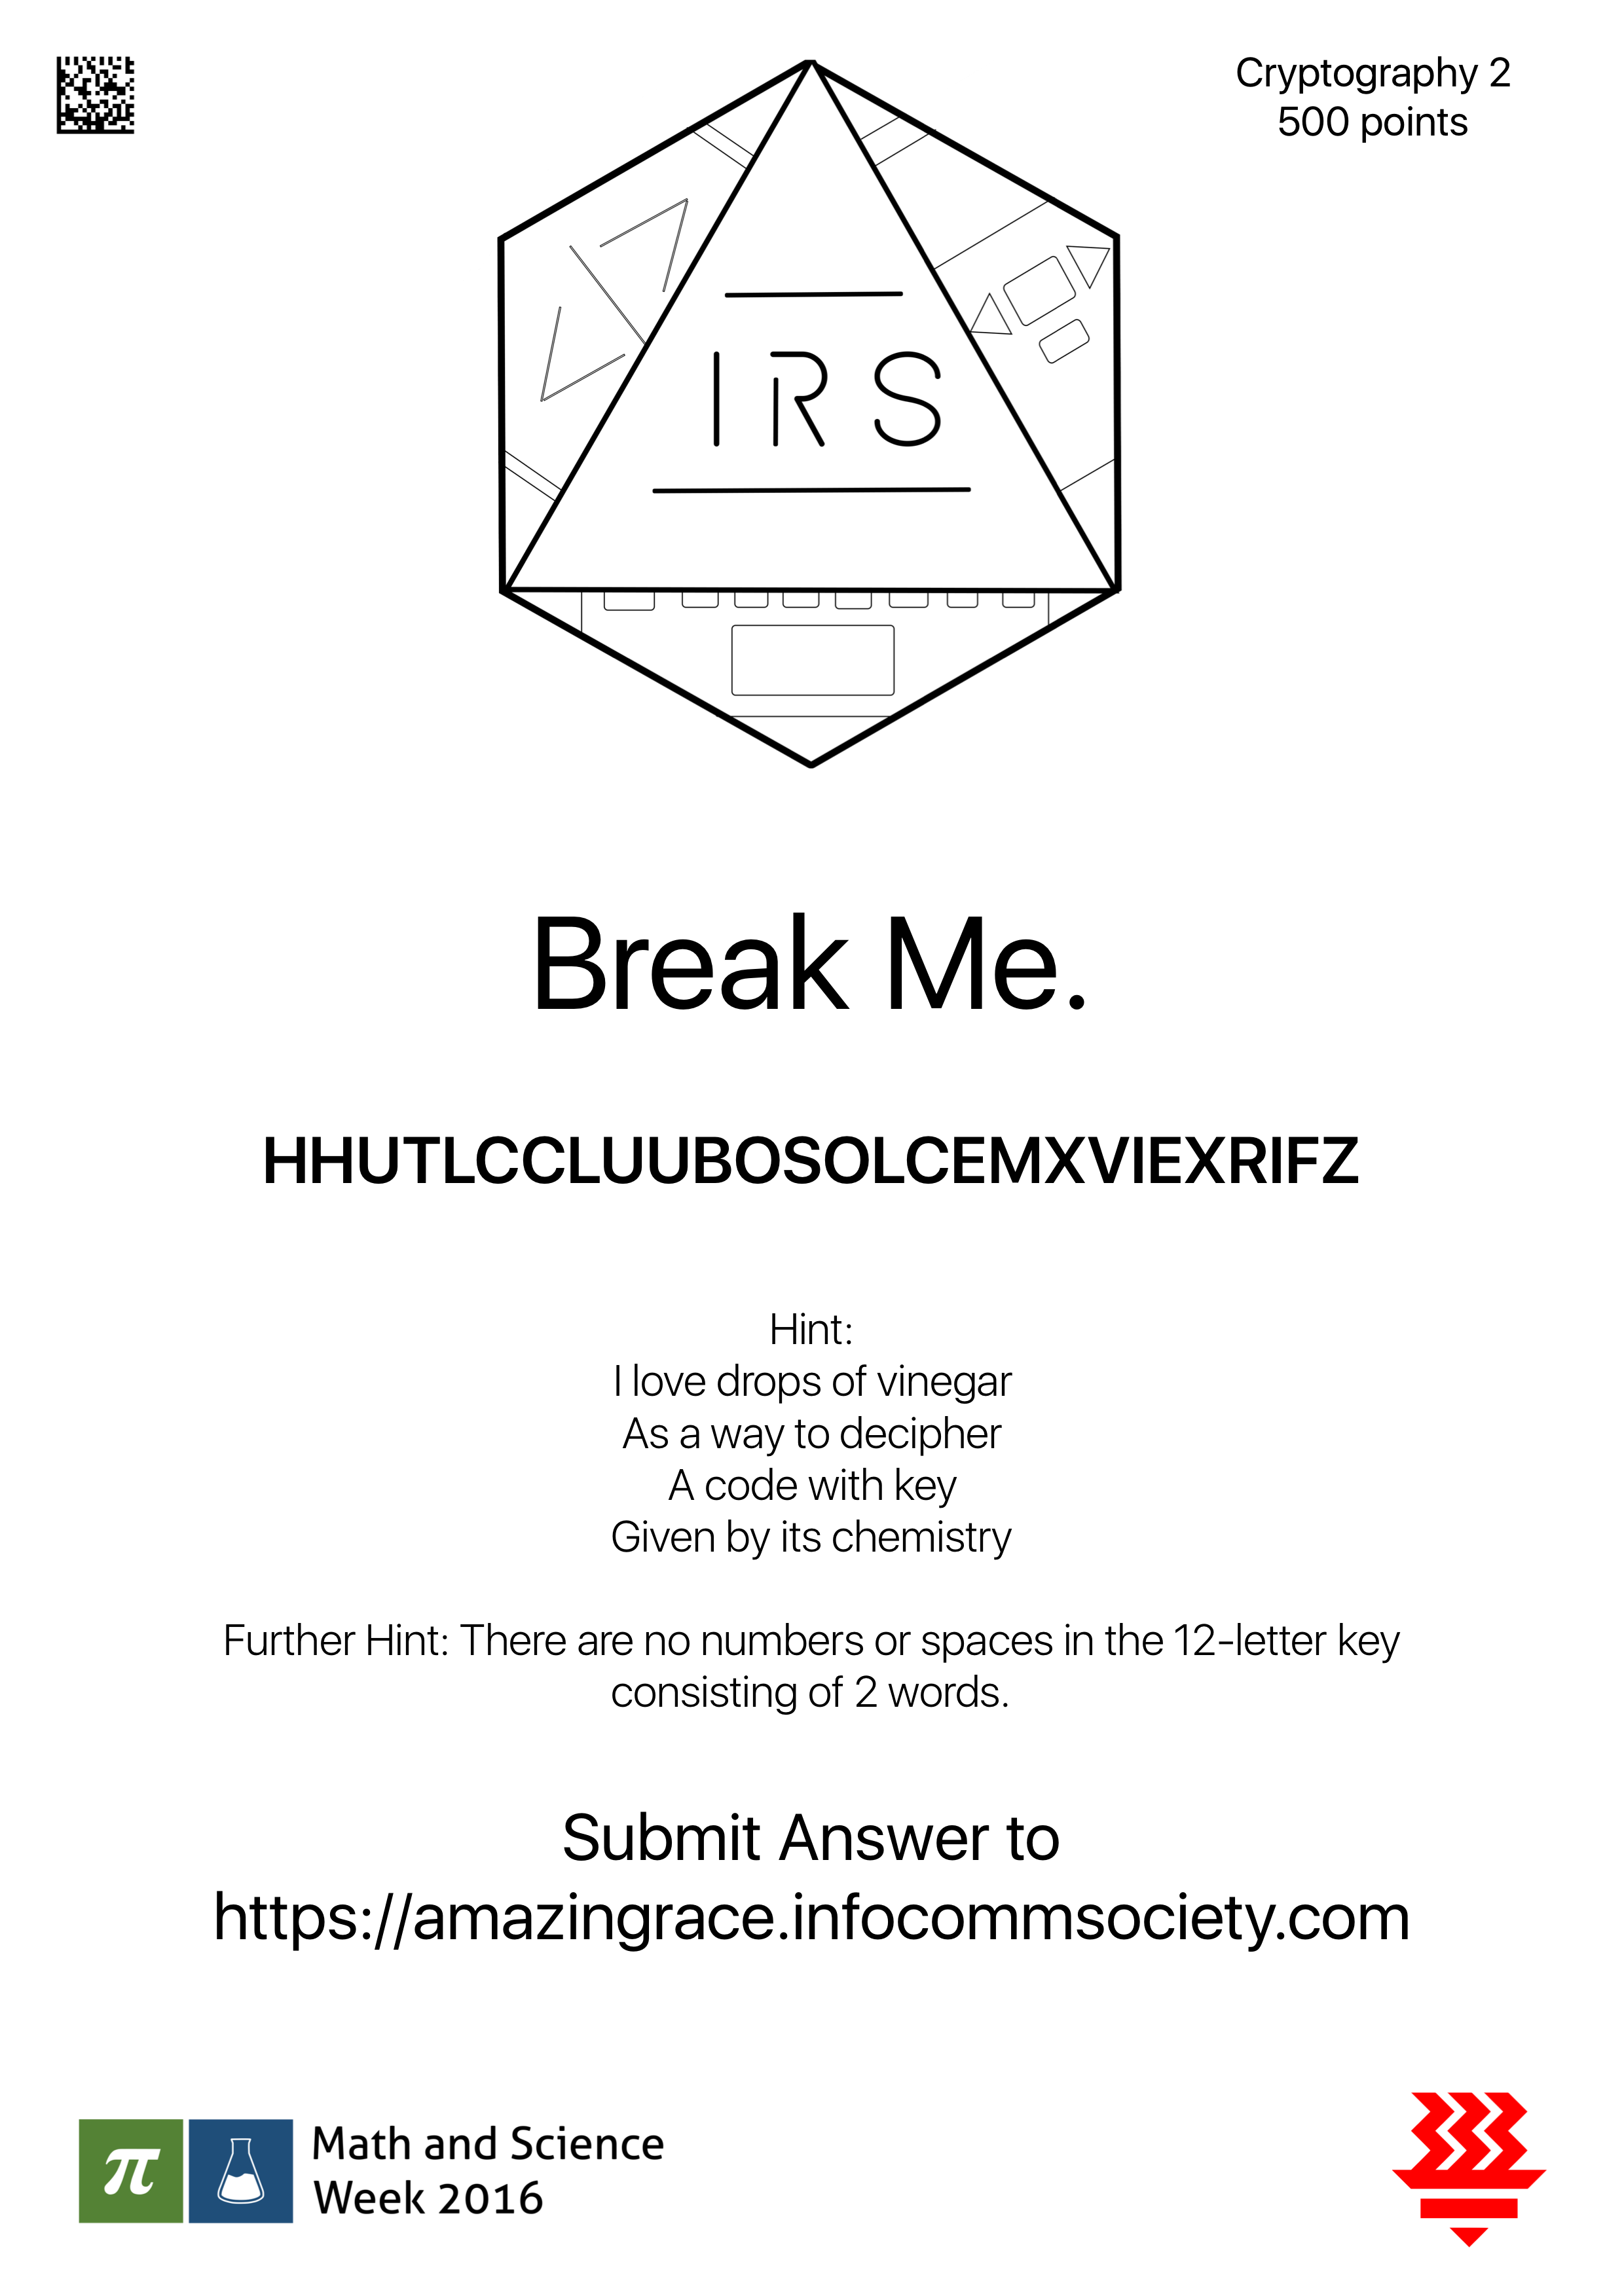 Cryptography 2
500 points
IRS
Break Me.
HHUTLCCLUUBOSOLCEMXVIEXRIFZ
Hint:
I love drops of vinegar
As a way to decipher
A code with key
Given by its chemistry
Further Hint: There are no numbers or spaces in the 12-letter key
consisting of 2 words.
Submit Answer to
https://amazingrace.infocommsociety.com
π
Math and Science
Week 2016